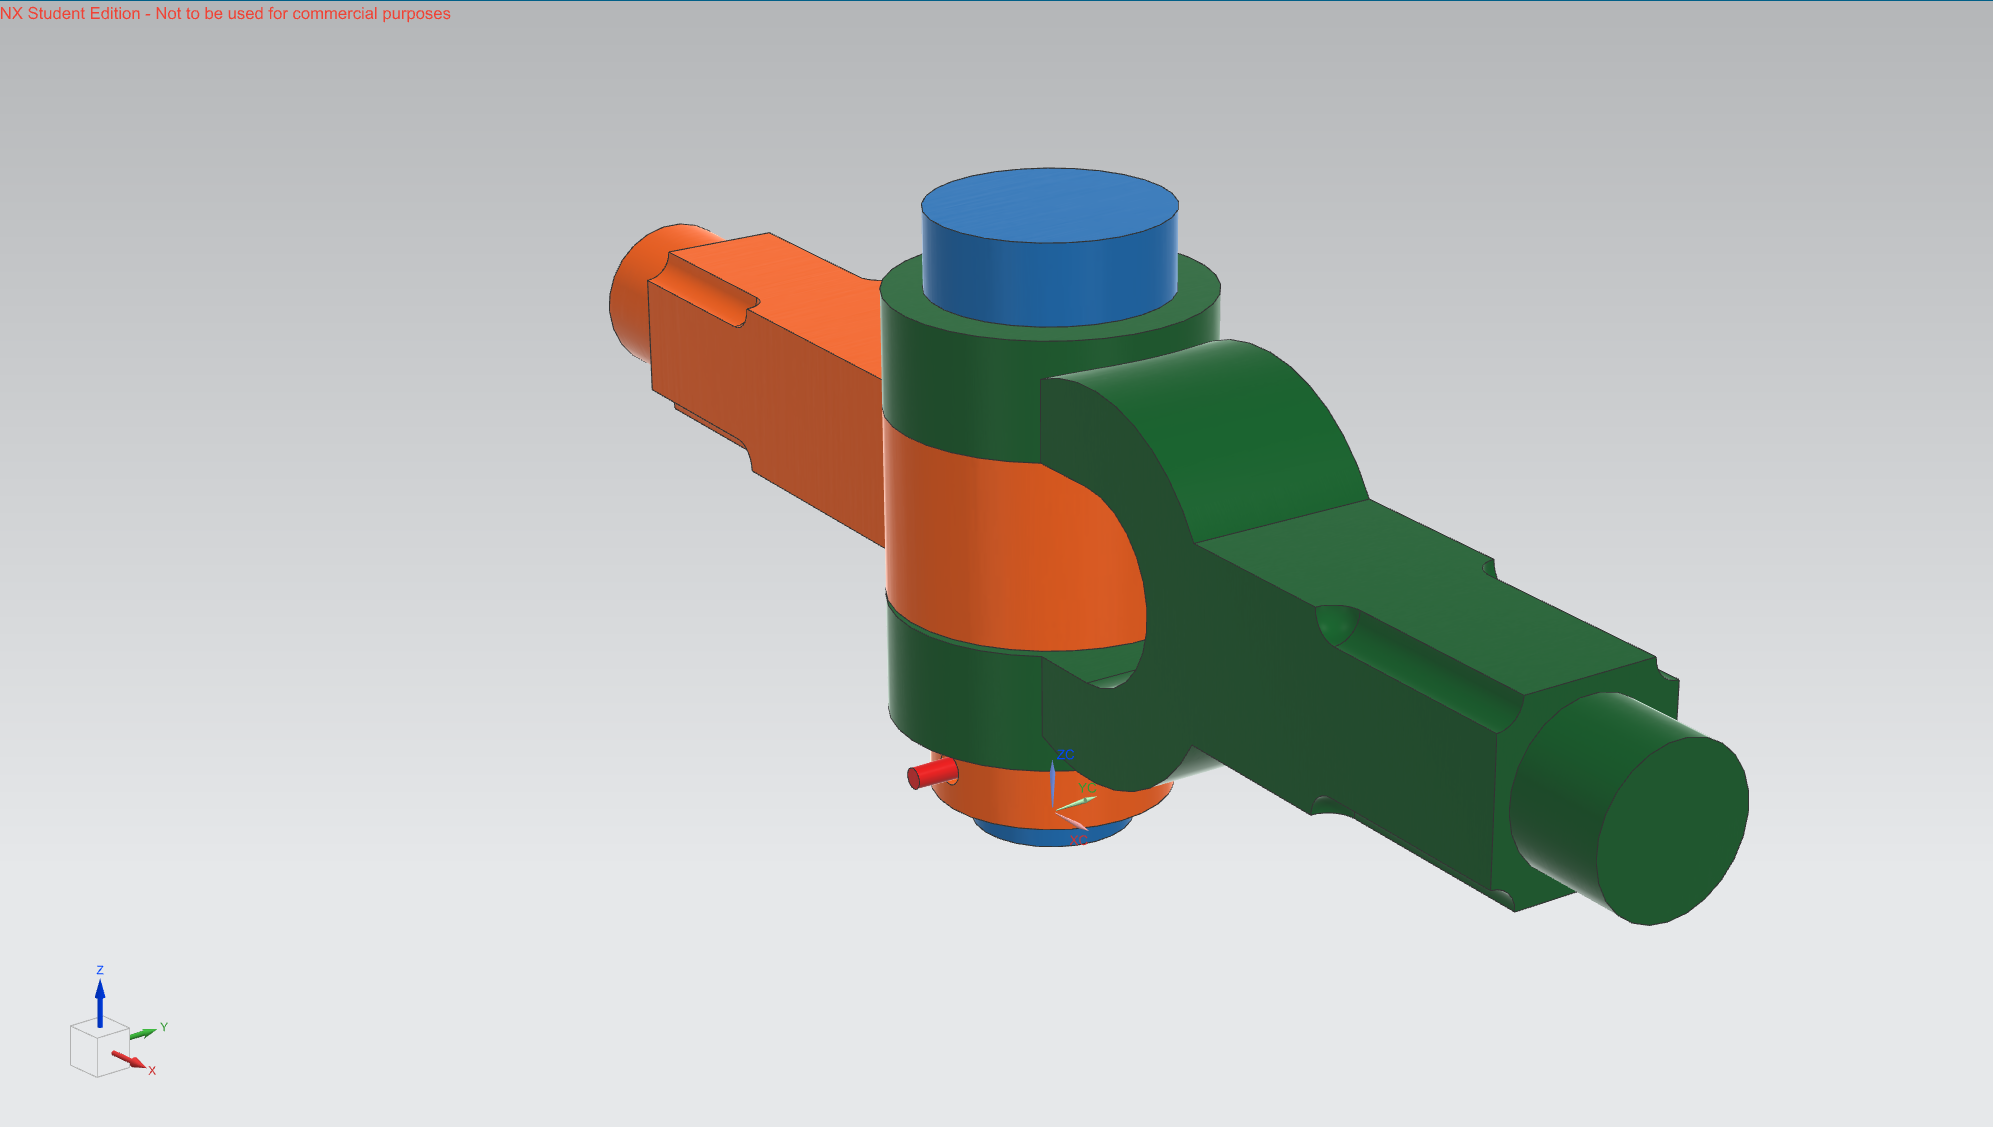 NX Student Edition - Not to be used for commercial purposes
ZC
YC
XC
Z
Y
X